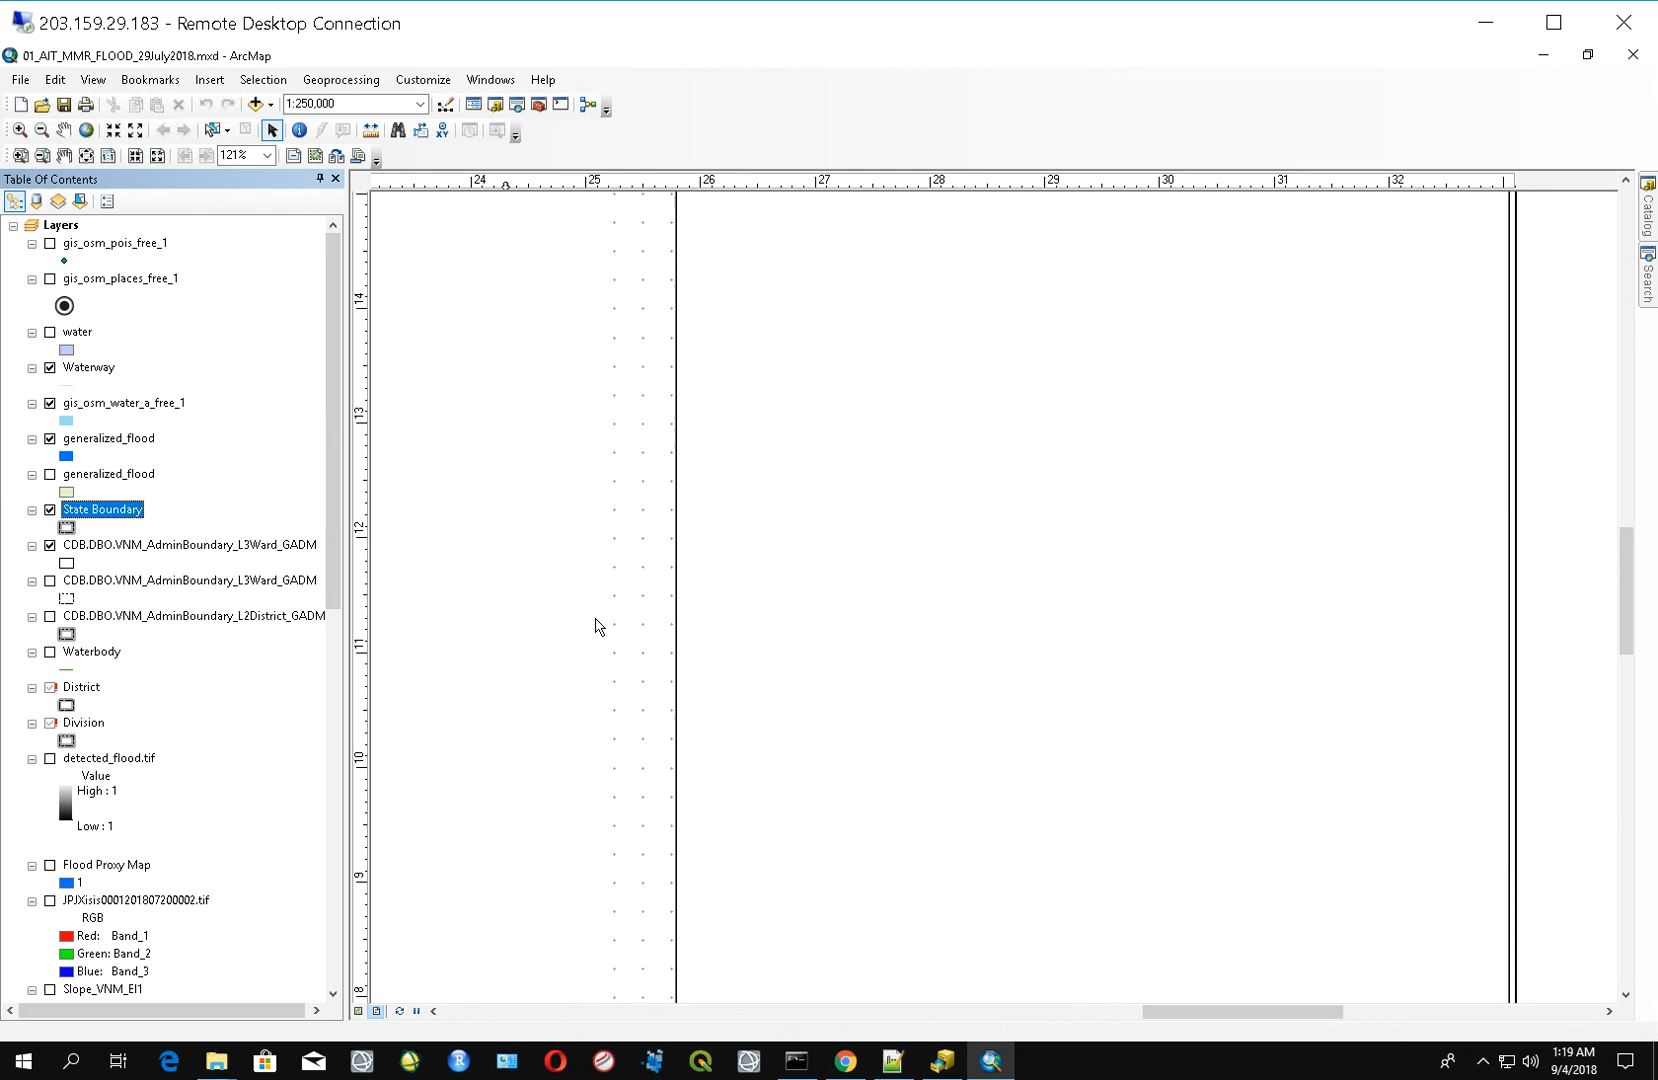 203.159.29.183 - Remote Desktop Connection
01_AIT_MMR_FLOOD_29July2018.mxd - ArcMap
File Edit View Bookmarks Insert Selection Geoprocessing Customize Windows Help
1:250,000
XY
121%
Table Of Contents
24 25 26 27 28 29 30 31 32
Layers
gis_osm_pois_free_1
gis_osm_places_free_1
water
Waterway
gis_osm_water_a_free_1
generalized_flood
generalized_flood
State Boundary
CDB.DBO.VNM_AdminBoundary_L3Ward_GADM
CDB.DBO.VNM_AdminBoundary_L3Ward_GADM
CDB.DBO.VNM_AdminBoundary_L2District_GADM
Waterbody
District
Division
detected_flood.tif
Value
High : 1
Low : 1
Flood Proxy Map
1
JPJXisis0001201807200002.tif
RGB
Red: Band_1
Green: Band_2
Blue: Band_3
Slope_VNM_El1
14
13
12
11
10
9
8
Catalog
Search
1:19 AM
9/4/2018